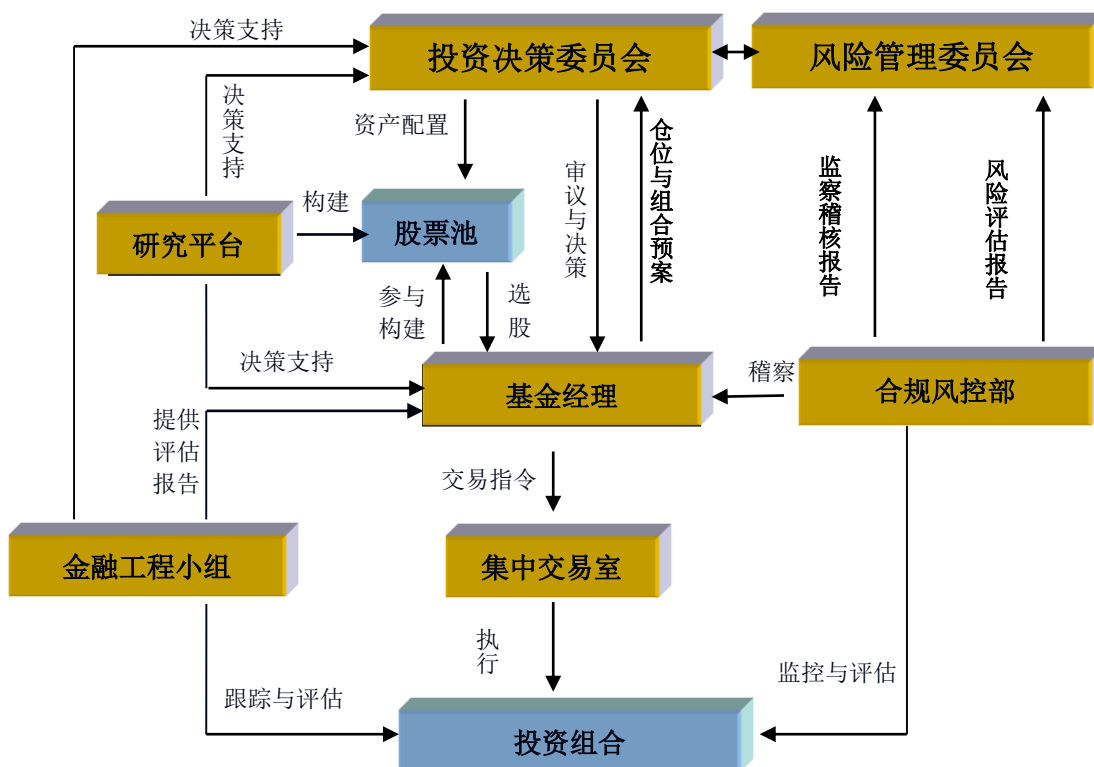 决策支持
投资决策委员会
风险管理委员会
决策支持
资产配置
审议与决策
仓位与组合预案
监察稽核报告
风险评估报告
研究平台
构建
股票池
参与
构建
选股
决策支持
基金经理
稽察
合规风控部
提供
评估
报告
交易指令
金融工程小组
集中交易室
执行
跟踪与评估
监控与评估
投资组合